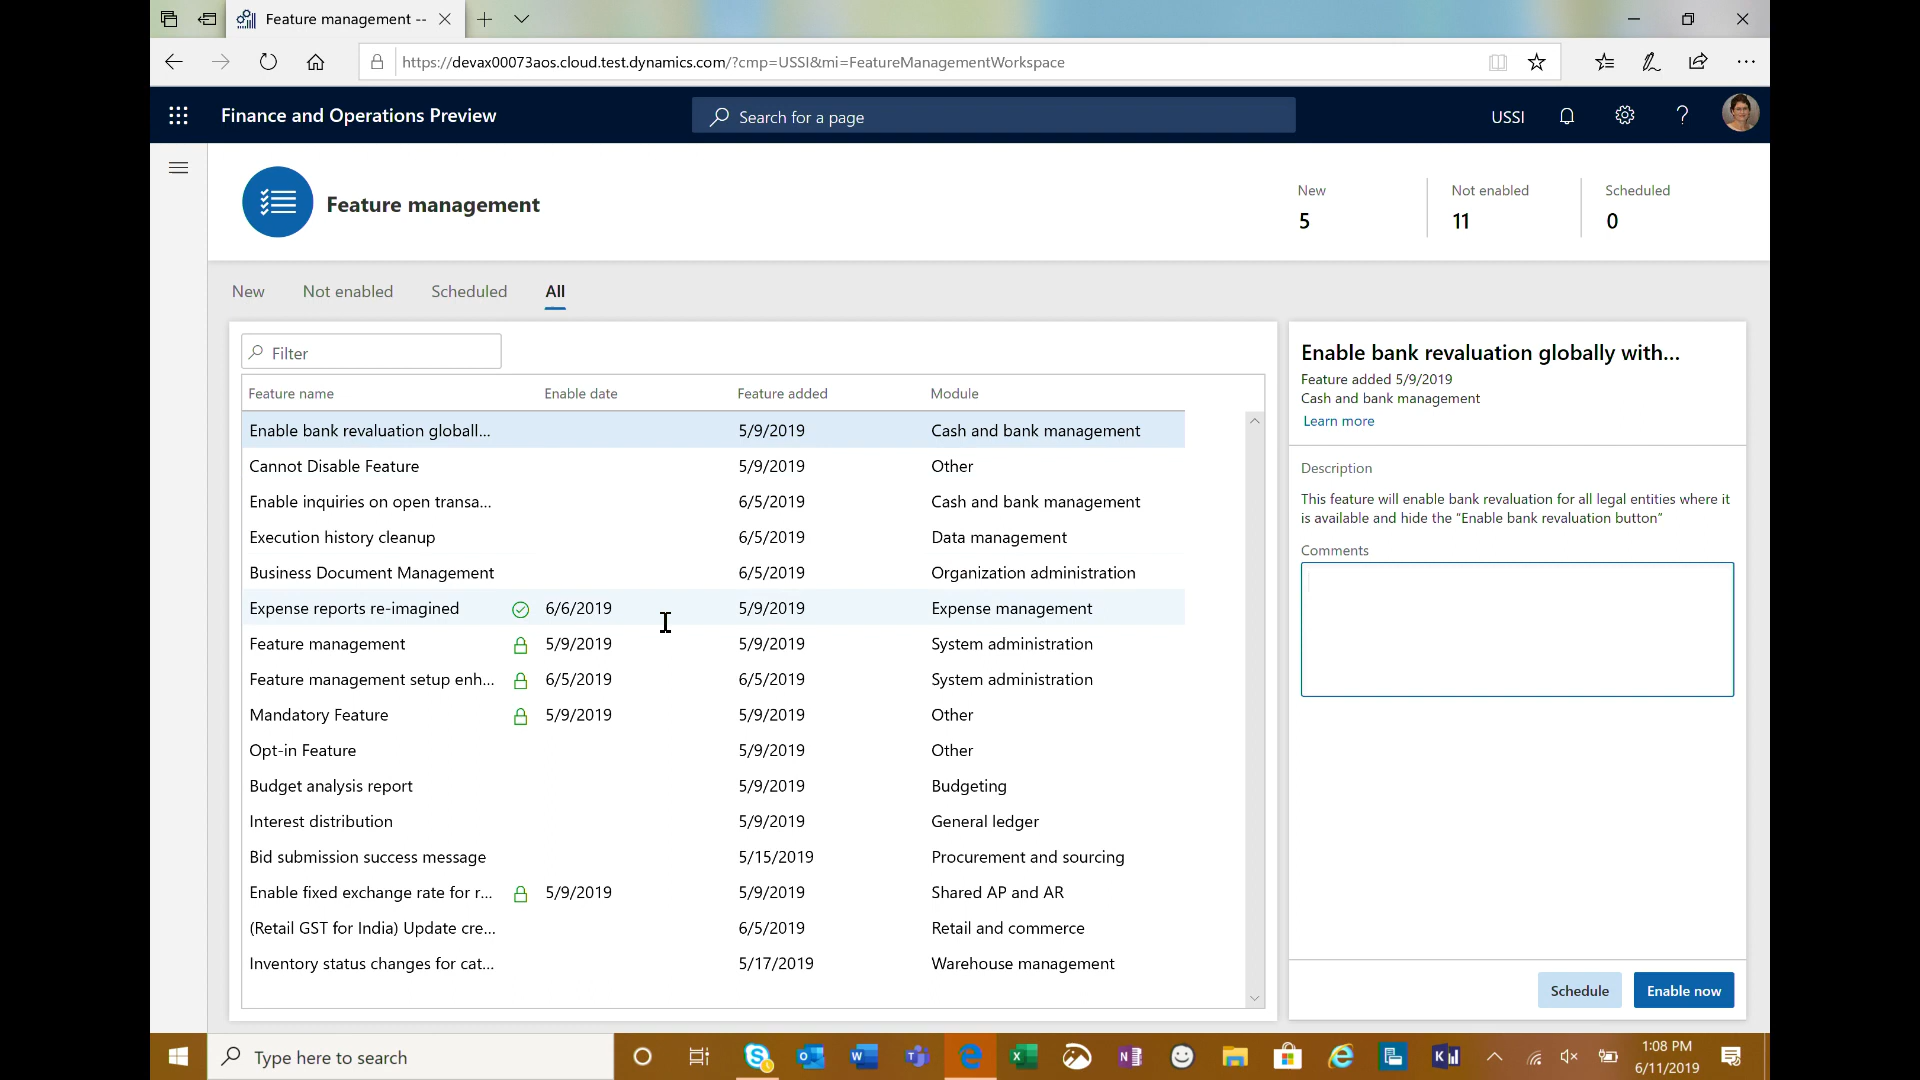 Feature management --
https://devax00073aos.cloud.test.dynamics.com/?cmp=USSI&mi=FeatureManagementWorkspace
Finance and Operations Preview
Search for a page
USSI
Feature management
New
5
Not enabled
11
Scheduled
0
New Not enabled Scheduled All
Filter
Feature name Enable date Feature added Module
Enable bank revaluation globall... 5/9/2019 Cash and bank management
Cannot Disable Feature 5/9/2019 Other
Enable inquiries on open transa... 6/5/2019 Cash and bank management
Execution history cleanup 6/5/2019 Data management
Business Document Management 6/5/2019 Organization administration
Expense reports re-imagined 6/6/2019 5/9/2019 Expense management
Feature management 5/9/2019 5/9/2019 System administration
Feature management setup enh... 6/5/2019 6/5/2019 System administration
Mandatory Feature 5/9/2019 5/9/2019 Other
Opt-in Feature 5/9/2019 Other
Budget analysis report 5/9/2019 Budgeting
Interest distribution 5/9/2019 General ledger
Bid submission success message 5/15/2019 Procurement and sourcing
Enable fixed exchange rate for r... 5/9/2019 5/9/2019 Shared AP and AR
(Retail GST for India) Update cre... 6/5/2019 Retail and commerce
Inventory status changes for cat... 5/17/2019 Warehouse management
Enable bank revaluation globally with...
Feature added 5/9/2019
Cash and bank management
Learn more
Description
This feature will enable bank revaluation for all legal entities where it
is available and hide the “Enable bank revaluation button”
Comments
Schedule Enable now
Type here to search
1:08 PM
6/11/2019